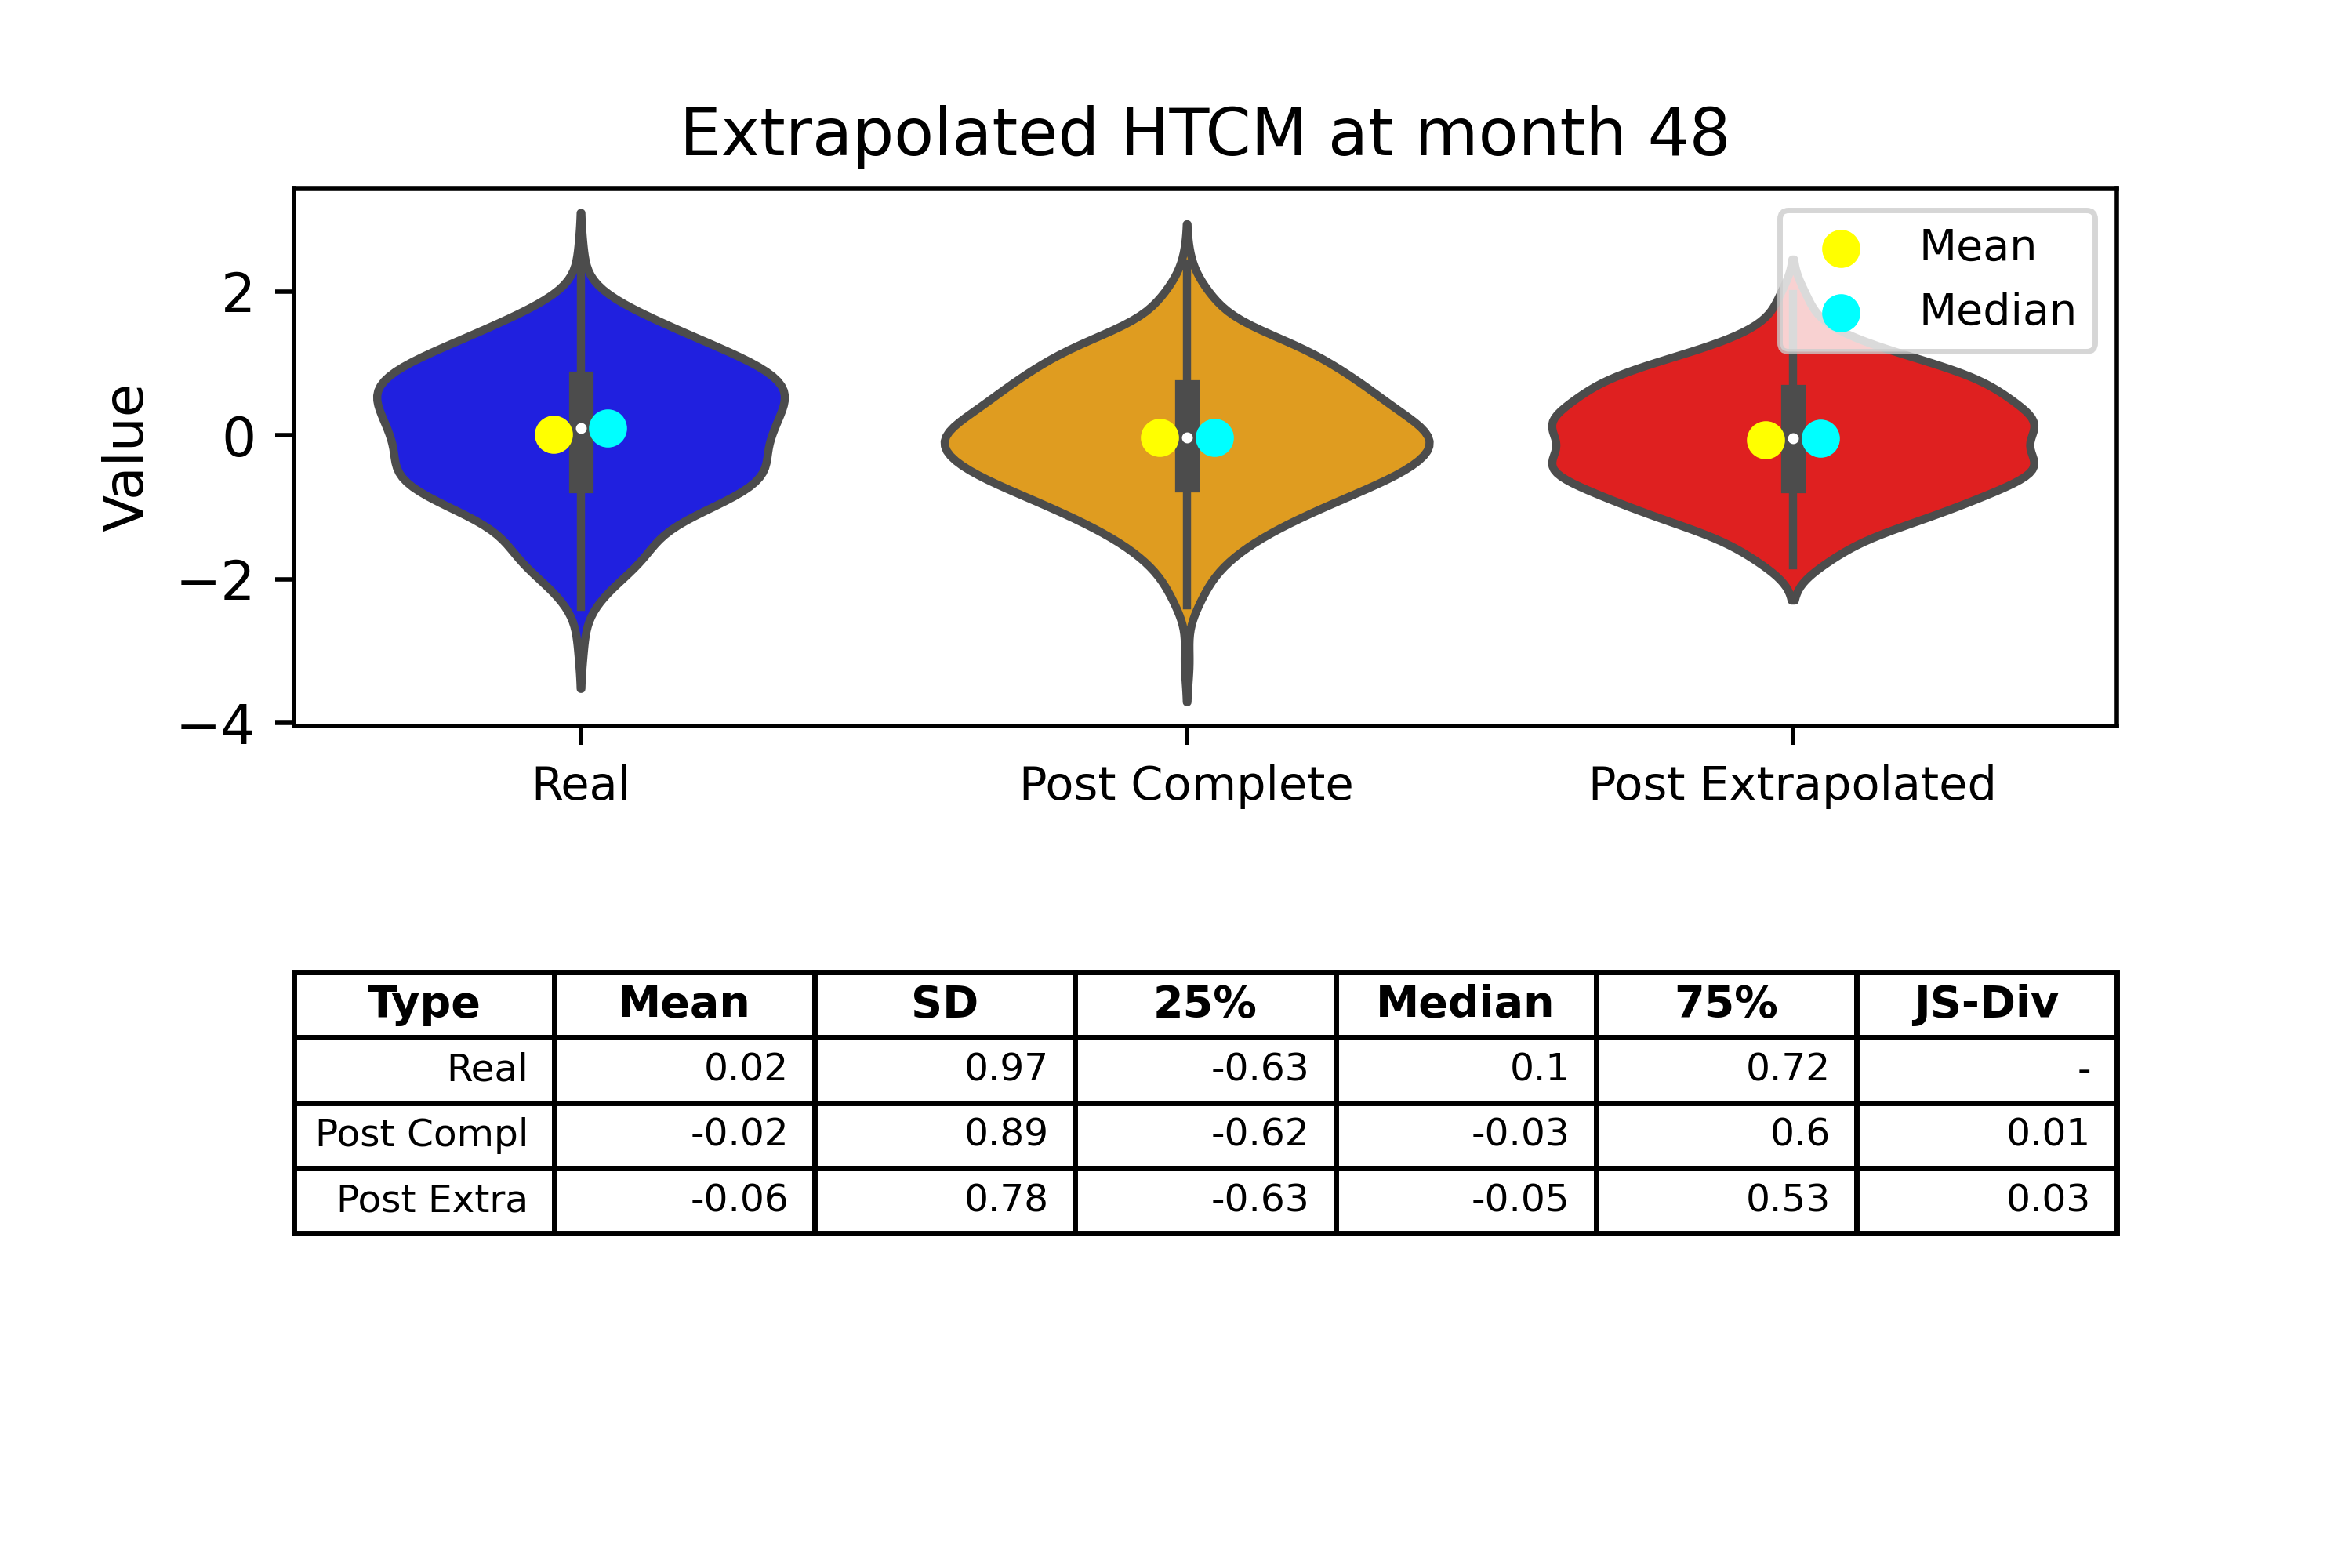 Extrapolated HTCM at month 48
Value
2
0
−2
−4
Mean
Median
Real Post Complete Post Extrapolated
Type Mean SD 25% Median 75% JS-Div
Real 0.02 0.97 -0.63 0.1 0.72 -
Post Compl -0.02 0.89 -0.62 -0.03 0.6 0.01
Post Extra -0.06 0.78 -0.63 -0.05 0.53 0.03